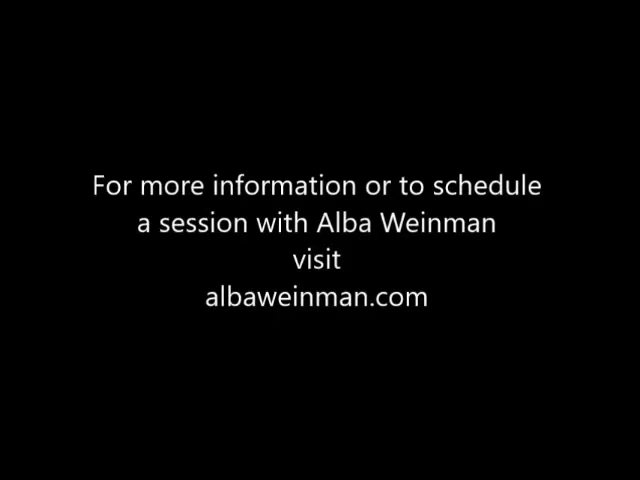 For more information or to schedule
a session with Alba Weinman
visit
albaweinman.com